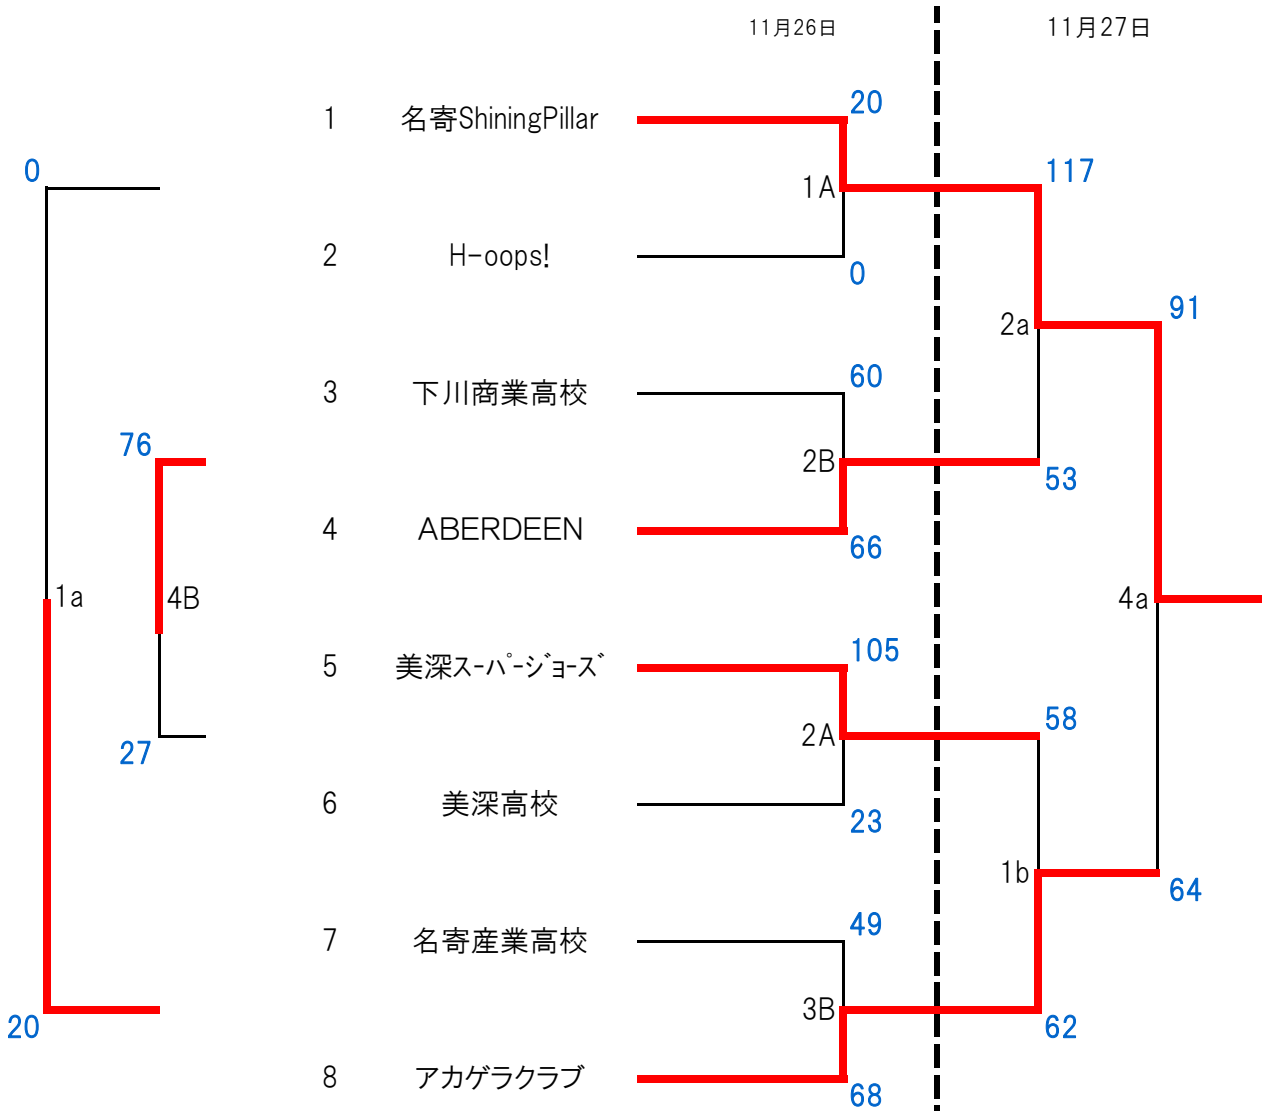 11月26日
11月27日
20
1 名寄ShiningPillar
0
117
1A
2 H-oops!
0
91
2a
60
3 下川商業高校
76
2B
53
4 ABERDEEN
66
1a
4B
4a
105
5 美深ｽｰﾊﾟｰｼﾞｮｰｽﾞ
58
2A
27
6 美深高校
23
1b
64
49
7 名寄産業高校
3B
20
62
8 アカゲラクラブ
68